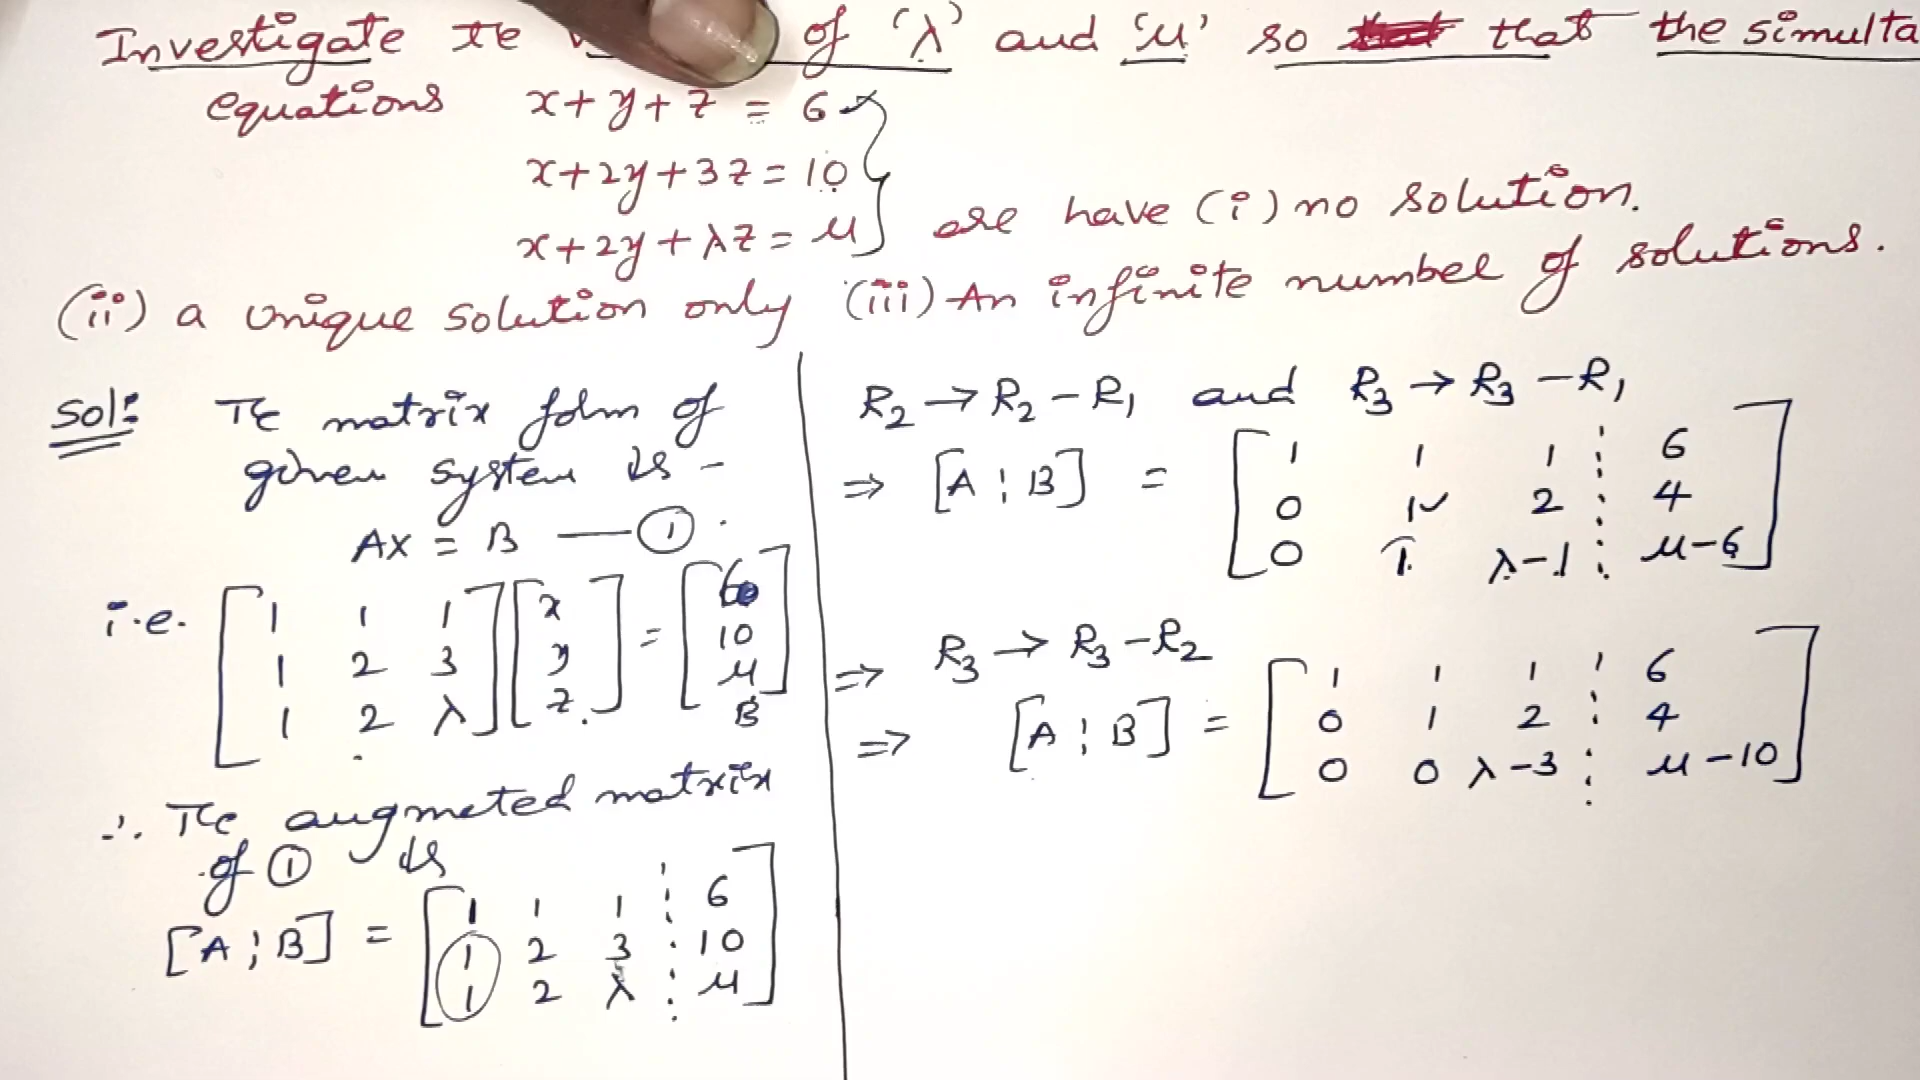 Investigate te of 'λ' and 'μ' so that the simulta
equations x+y+z = 6
x+2y+3z=10
x+2y+λz=μ are have (i) no solution.
(ii) a unique solution only (iii) An infinite number of solutions.
Sol: Te matrix form of
given system is -
AX = B — ①
i.e. [1 1 1] [x] = [6]
[1 2 3] [y] [10]
[1 2 λ] [z] [μ]
B
∴ Te augmeted matrix
of ① is
[A ¦ B] = [1 1 1 ⋮ 6]
[1 2 3 ⋮ 10]
[1 2 λ ⋮ μ]
R₂ → R₂ - R₁ and R₃ → R₃ - R₁
⇒ [A ¦ B] = [1 1 1 ⋮ 6]
[0 1 2 ⋮ 4]
[0 1 λ-1 ⋮ μ-6]
⇒ R₃ → R₃ - R₂
⇒ [A ¦ B] = [1 1 1 ⋮ 6]
[0 1 2 ⋮ 4]
[0 0 λ-3 ⋮ μ-10]